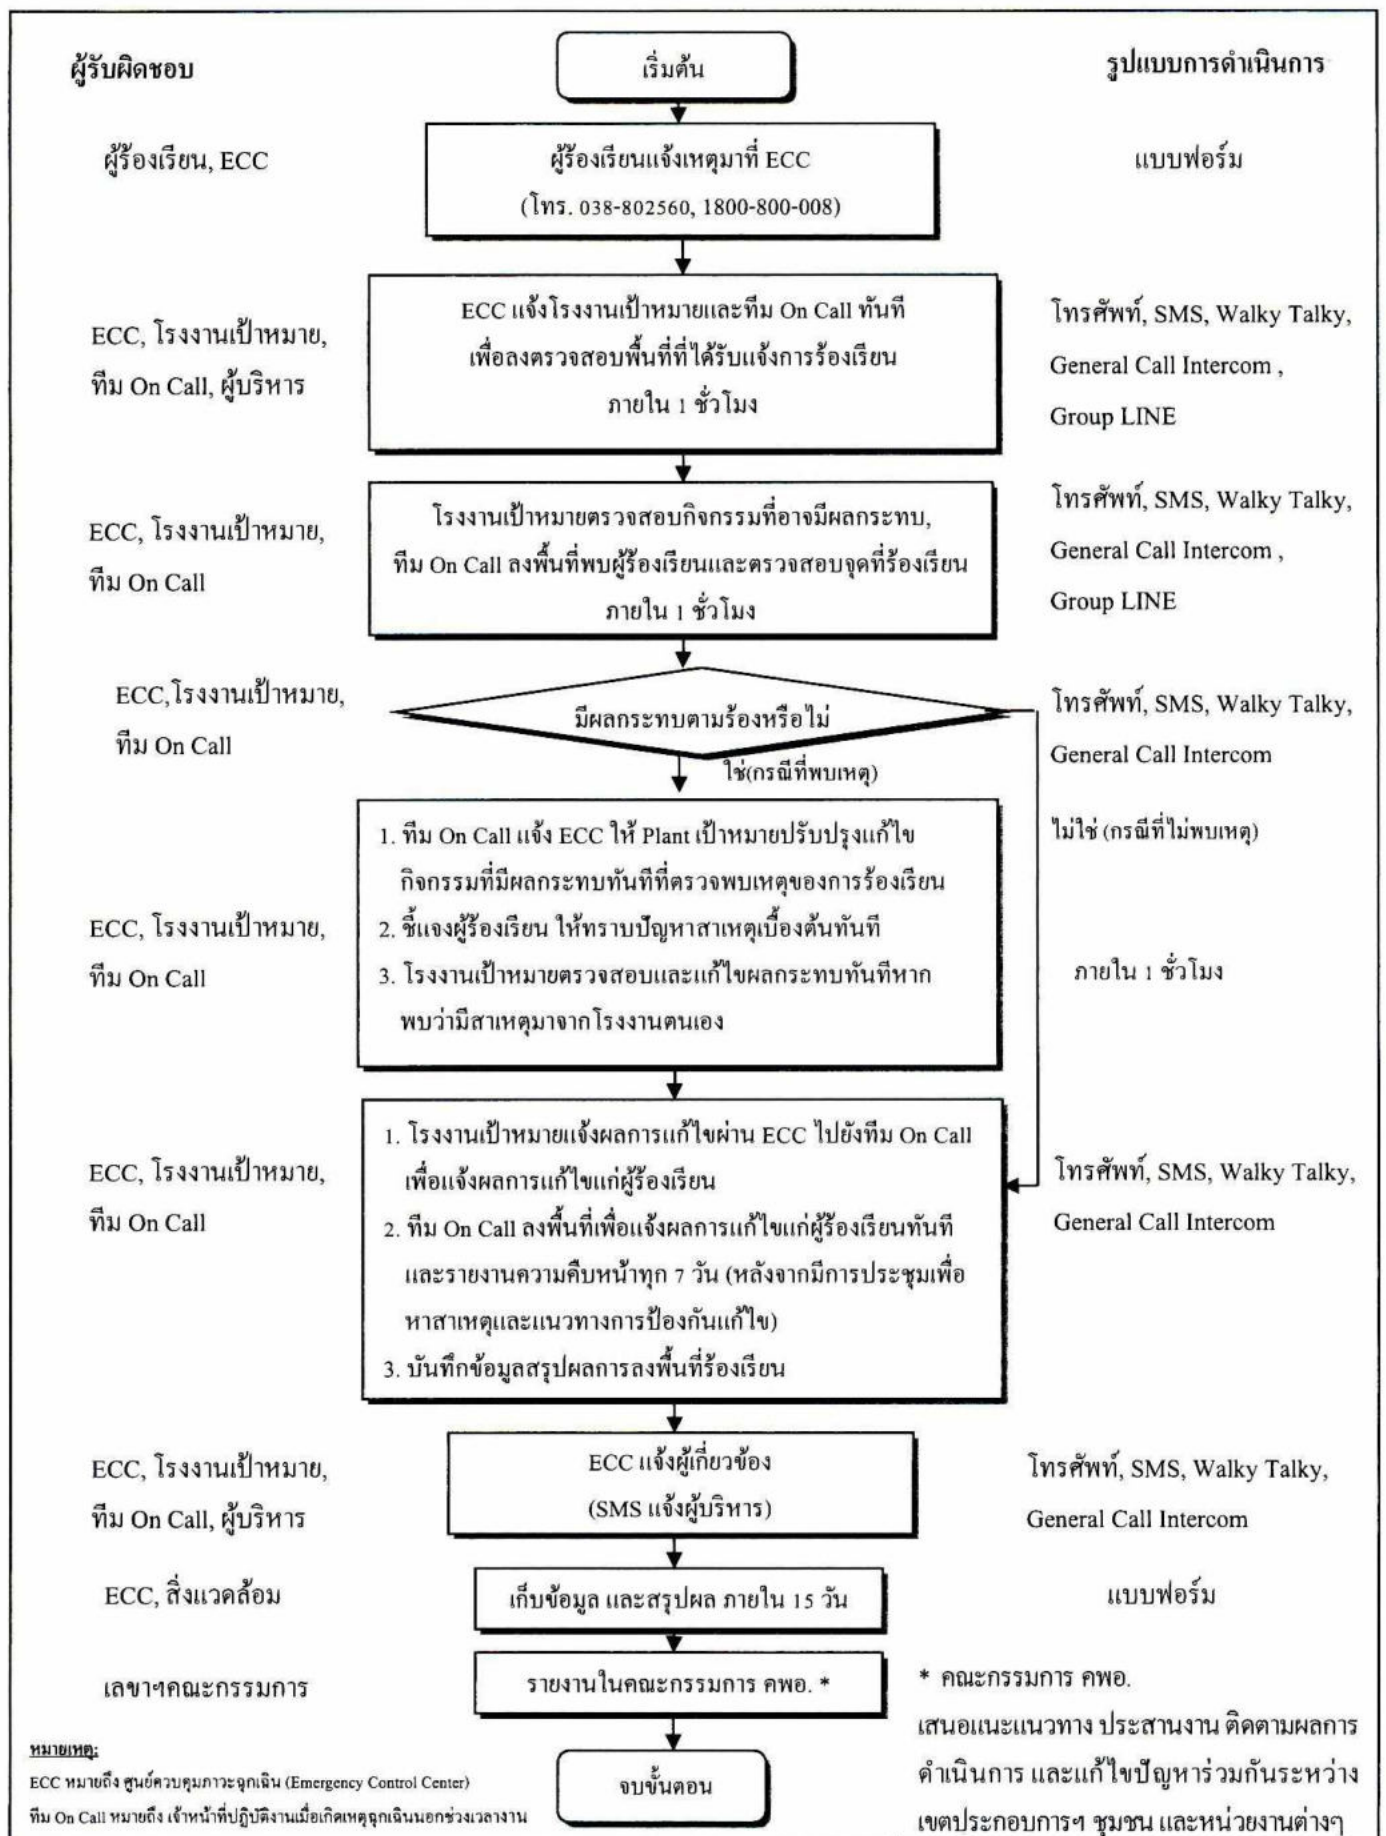 ผู้รับผิดชอบ
เริ่มต้น
รูปแบบการดำเนินการ
ผู้ร้องเรียน, ECC
ผู้ร้องเรียนแจ้งเหตุมาที่ ECC
(โทร. 038-802560, 1800-800-008)
แบบฟอร์ม
ECC, โรงงานเป้าหมาย,
ทีม On Call, ผู้บริหาร
ECC แจ้งโรงงานเป้าหมายและทีม On Call ทันที
เพื่อลงตรวจสอบพื้นที่ที่ได้รับแจ้งการร้องเรียน
ภายใน 1 ชั่วโมง
โทรศัพท์, SMS, Walky Talky,
General Call Intercom ,
Group LINE
ECC, โรงงานเป้าหมาย,
ทีม On Call
โรงงานเป้าหมายตรวจสอบกิจกรรมที่อาจมีผลกระทบ,
ทีม On Call ลงพื้นที่พบผู้ร้องเรียนและตรวจสอบจุดที่ร้องเรียน
ภายใน 1 ชั่วโมง
โทรศัพท์, SMS, Walky Talky,
General Call Intercom ,
Group LINE
ECC,โรงงานเป้าหมาย,
ทีม On Call
มีผลกระทบตามร้องหรือไม่
โทรศัพท์, SMS, Walky Talky,
General Call Intercom
ใช่(กรณีที่พบเหตุ)
ไม่ใช่ (กรณีที่ไม่พบเหตุ)
ECC, โรงงานเป้าหมาย,
ทีม On Call
1. ทีม On Call แจ้ง ECC ให้ Plant เป้าหมายปรับปรุงแก้ไข
กิจกรรมที่มีผลกระทบทันทีที่ตรวจพบเหตุของการร้องเรียน
2. ชี้แจงผู้ร้องเรียน ให้ทราบปัญหาสาเหตุเบื้องต้นทันที
3. โรงงานเป้าหมายตรวจสอบและแก้ไขผลกระทบทันทีหาก
พบว่ามีสาเหตุมาจากโรงงานตนเอง
ภายใน 1 ชั่วโมง
ECC, โรงงานเป้าหมาย,
ทีม On Call
1. โรงงานเป้าหมายแจ้งผลการแก้ไขผ่าน ECC ไปยังทีม On Call
เพื่อแจ้งผลการแก้ไขแก่ผู้ร้องเรียน
2. ทีม On Call ลงพื้นที่เพื่อแจ้งผลการแก้ไขแก่ผู้ร้องเรียนทันที
และรายงานความคืบหน้าทุก 7 วัน (หลังจากมีการประชุมเพื่อ
หาสาเหตุและแนวทางการป้องกันแก้ไข)
3. บันทึกข้อมูลสรุปผลการลงพื้นที่ร้องเรียน
โทรศัพท์, SMS, Walky Talky,
General Call Intercom
ECC, โรงงานเป้าหมาย,
ทีม On Call, ผู้บริหาร
ECC แจ้งผู้เกี่ยวข้อง
(SMS แจ้งผู้บริหาร)
โทรศัพท์, SMS, Walky Talky,
General Call Intercom
ECC, สิ่งแวดล้อม
เก็บข้อมูล และสรุปผล ภายใน 15 วัน
แบบฟอร์ม
เลขาฯคณะกรรมการ
รายงานในคณะกรรมการ คพอ. *
* คณะกรรมการ คพอ.
เสนอแนะแนวทาง ประสานงาน ติดตามผลการ
ดำเนินการ และแก้ไขปัญหาร่วมกันระหว่าง
เขตประกอบการฯ ชุมชน และหน่วยงานต่างๆ
จบขั้นตอน
หมายเหตุ:
ECC หมายถึง ศูนย์ควบคุมภาวะฉุกเฉิน (Emergency Control Center)
ทีม On Call หมายถึง เจ้าหน้าที่ปฏิบัติงานเมื่อเกิดเหตุฉุกเฉินนอกช่วงเวลางาน